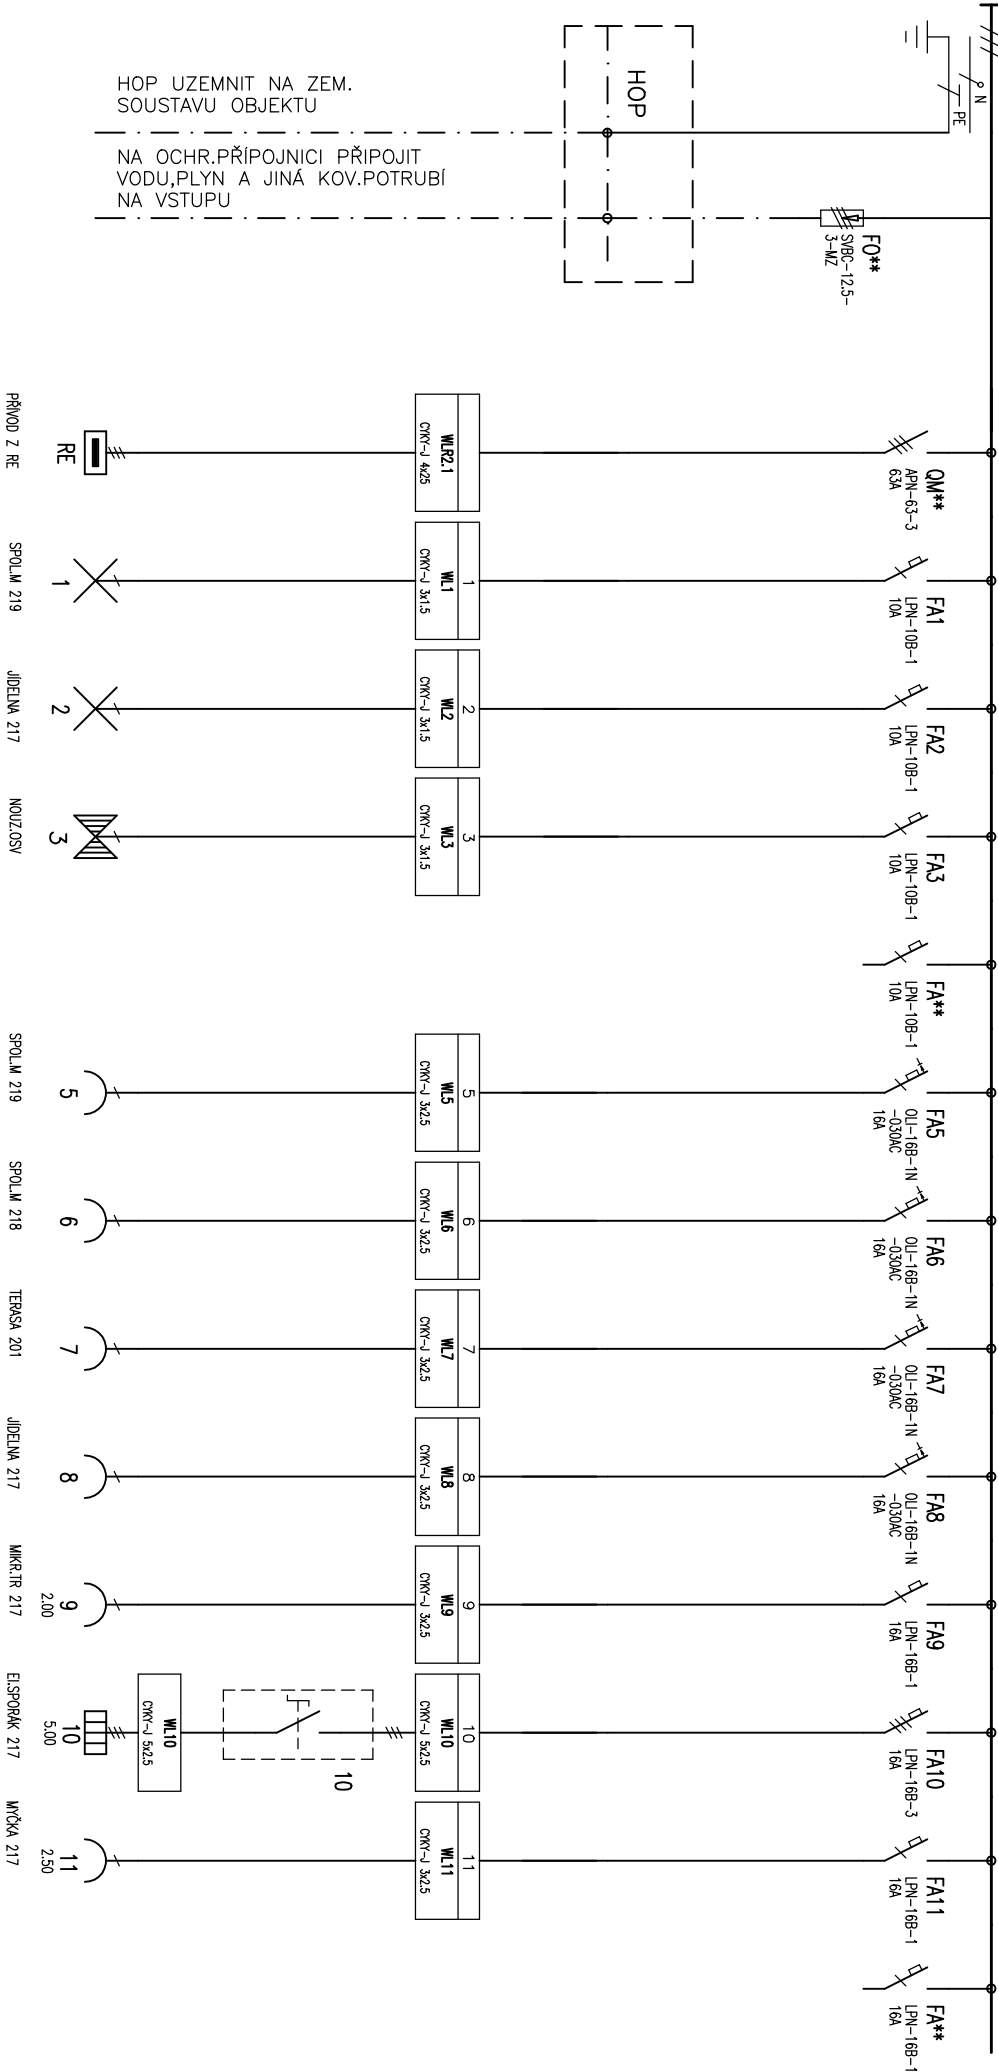 N
PE
HOP UZEMNIT NA ZEM.
SOUSTAVU OBJEKTU
NA OCHR.PŘÍPOJNICI PŘIPOJIT
VODU,PLYN A JINÁ KOV.POTRUBÍ
NA VSTUPU
HOP
FO**
SVBC-12.5-
3-MZ
QM**
APN-63-3
63A
WLR2.1
CYKY-J 4x25
RE
PŘÍVOD Z RE
FA1
LPN-10B-1
10A
1
WL1
CYKY-J 3x1.5
1
SPOL.M 219
FA2
LPN-10B-1
10A
2
WL2
CYKY-J 3x1.5
2
JÍDELNA 217
FA3
LPN-10B-1
10A
3
WL3
CYKY-J 3x1.5
3
NOUZ.OSV
FA**
LPN-10B-1
10A
FA5
OLI-16B-1N
-030AC
16A
5
WL5
CYKY-J 3x2.5
5
SPOL.M 219
FA6
OLI-16B-1N
-030AC
16A
6
WL6
CYKY-J 3x2.5
6
SPOL.M 218
FA7
OLI-16B-1N
-030AC
16A
7
WL7
CYKY-J 3x2.5
7
TERASA 201
FA8
OLI-16B-1N
-030AC
16A
8
WL8
CYKY-J 3x2.5
8
JÍDELNA 217
FA9
LPN-16B-1
16A
9
WL9
CYKY-J 3x2.5
9
2.00
MIKR.TR 217
FA10
LPN-16B-3
16A
10
WL10
CYKY-J 5x2.5
10
WL10
CYKY-J 5x2.5
10
5.00
El.SPORÁK 217
FA11
LPN-16B-1
16A
11
WL11
CYKY-J 3x2.5
11
2.50
MYČKA 217
FA**
LPN-16B-1
16A